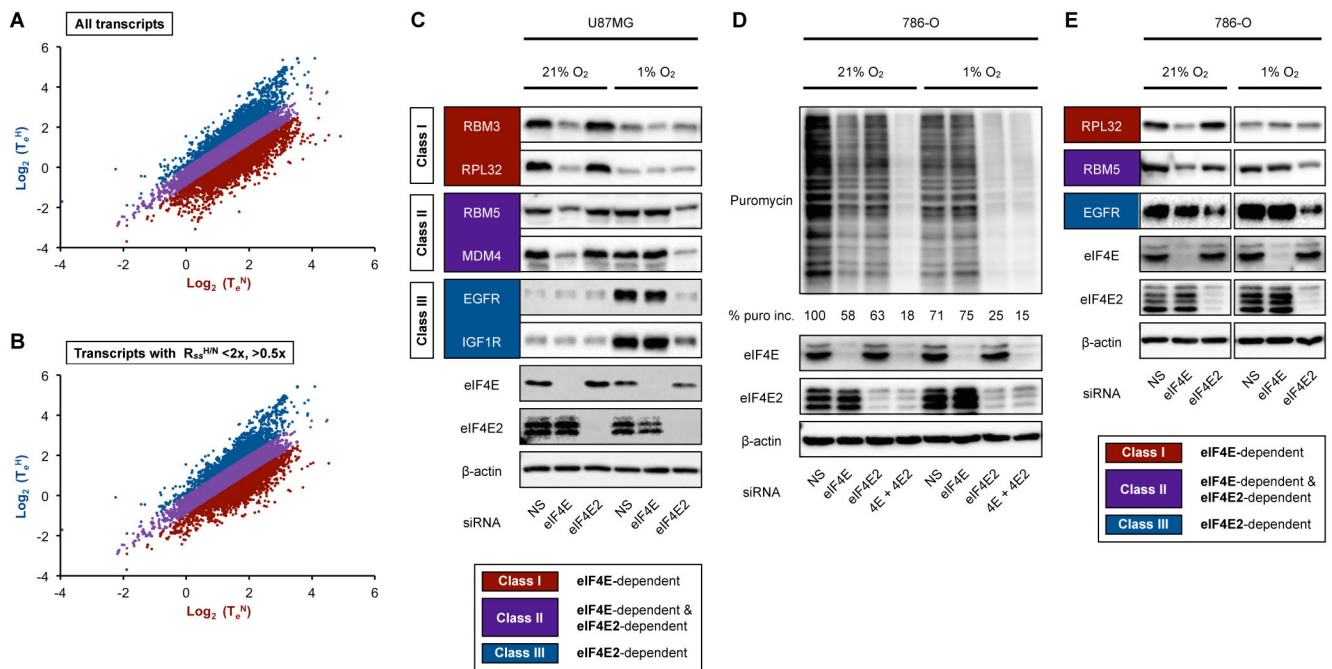 A
All transcripts
Log₂ (Tₑᴴ)
6
4
2
0
-2
-4
-4 -2 0 2 4 6
Log₂ (Tₑᴺ)
B
Transcripts with Rₛₛᴴ/ᴺ <2x, >0.5x
Log₂ (Tₑᴴ)
6
4
2
0
-2
-4
-4 -2 0 2 4 6
Log₂ (Tₑᴺ)
C
U87MG
21% O₂ 1% O₂
Class I
RBM3
RPL32
Class II
RBM5
MDM4
Class III
EGFR
IGF1R
eIF4E
eIF4E2
β-actin
siRNA
NS eIF4E eIF4E2 NS eIF4E eIF4E2
Class I eIF4E-dependent
Class II eIF4E-dependent &
eIF4E2-dependent
Class III eIF4E2-dependent
D
786-O
21% O₂ 1% O₂
Puromycin
% puro inc. 100 58 63 18 71 75 25 15
eIF4E
eIF4E2
β-actin
siRNA
NS eIF4E eIF4E2 4E + 4E2 NS eIF4E eIF4E2 4E + 4E2
E
786-O
21% O₂ 1% O₂
RPL32
RBM5
EGFR
eIF4E
eIF4E2
β-actin
siRNA
NS eIF4E eIF4E2 NS eIF4E eIF4E2
Class I eIF4E-dependent
Class II eIF4E-dependent &
eIF4E2-dependent
Class III eIF4E2-dependent